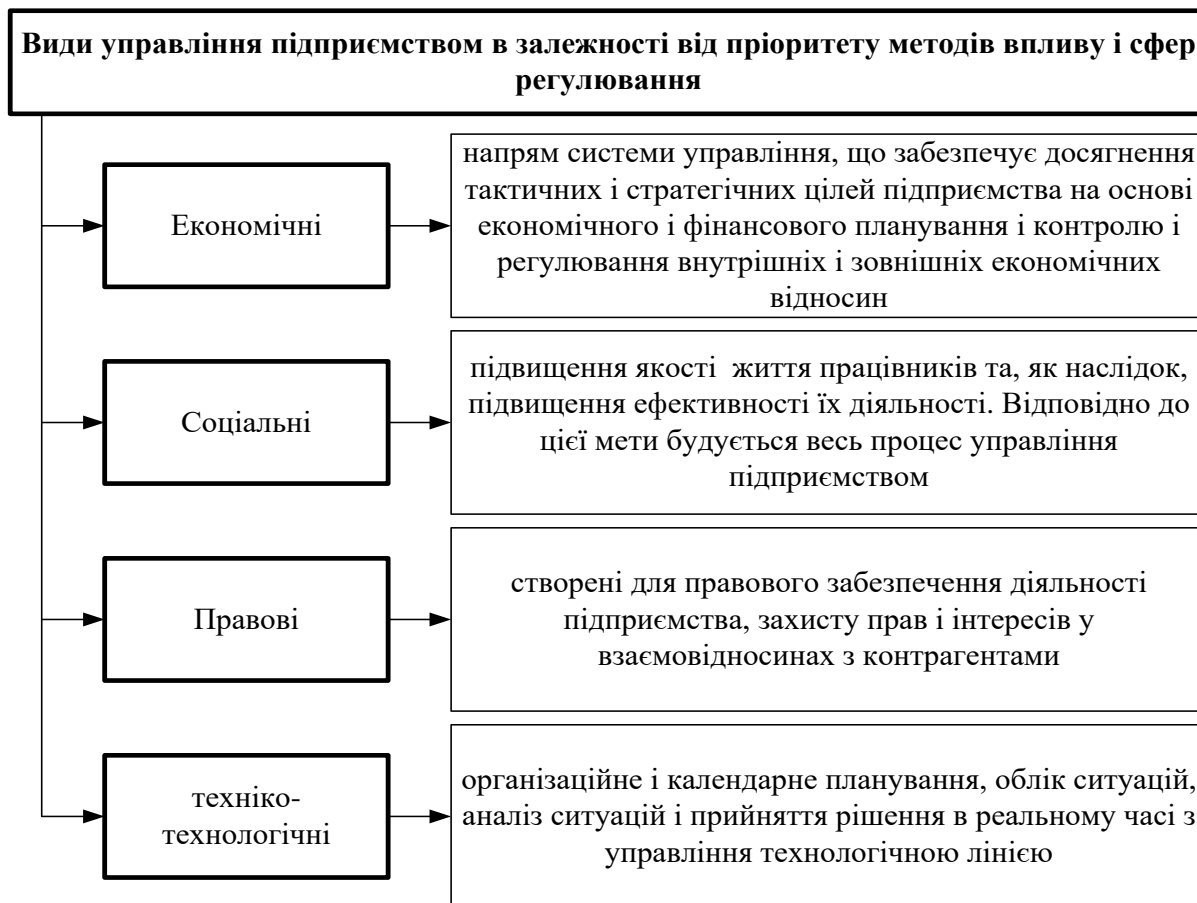 Види управління підприємством в залежності від пріоритету методів впливу і сфер
регулювання
Економічні
напрям системи управління, що забезпечує досягнення
тактичних і стратегічних цілей підприємства на основі
економічного і фінансового планування і контролю і
регулювання внутрішніх і зовнішніх економічних
відносин
Соціальні
підвищення якості  життя працівників та, як наслідок,
підвищення ефективності їх діяльності. Відповідно до
цієї мети будується весь процес управління
підприємством
Правові
створені для правового забезпечення діяльності
підприємства, захисту прав і інтересів у
взаємовідносинах з контрагентами
техніко-
технологічні
організаційне і календарне планування, облік ситуацій,
аналіз ситуацій і прийняття рішення в реальному часі з
управління технологічною лінією